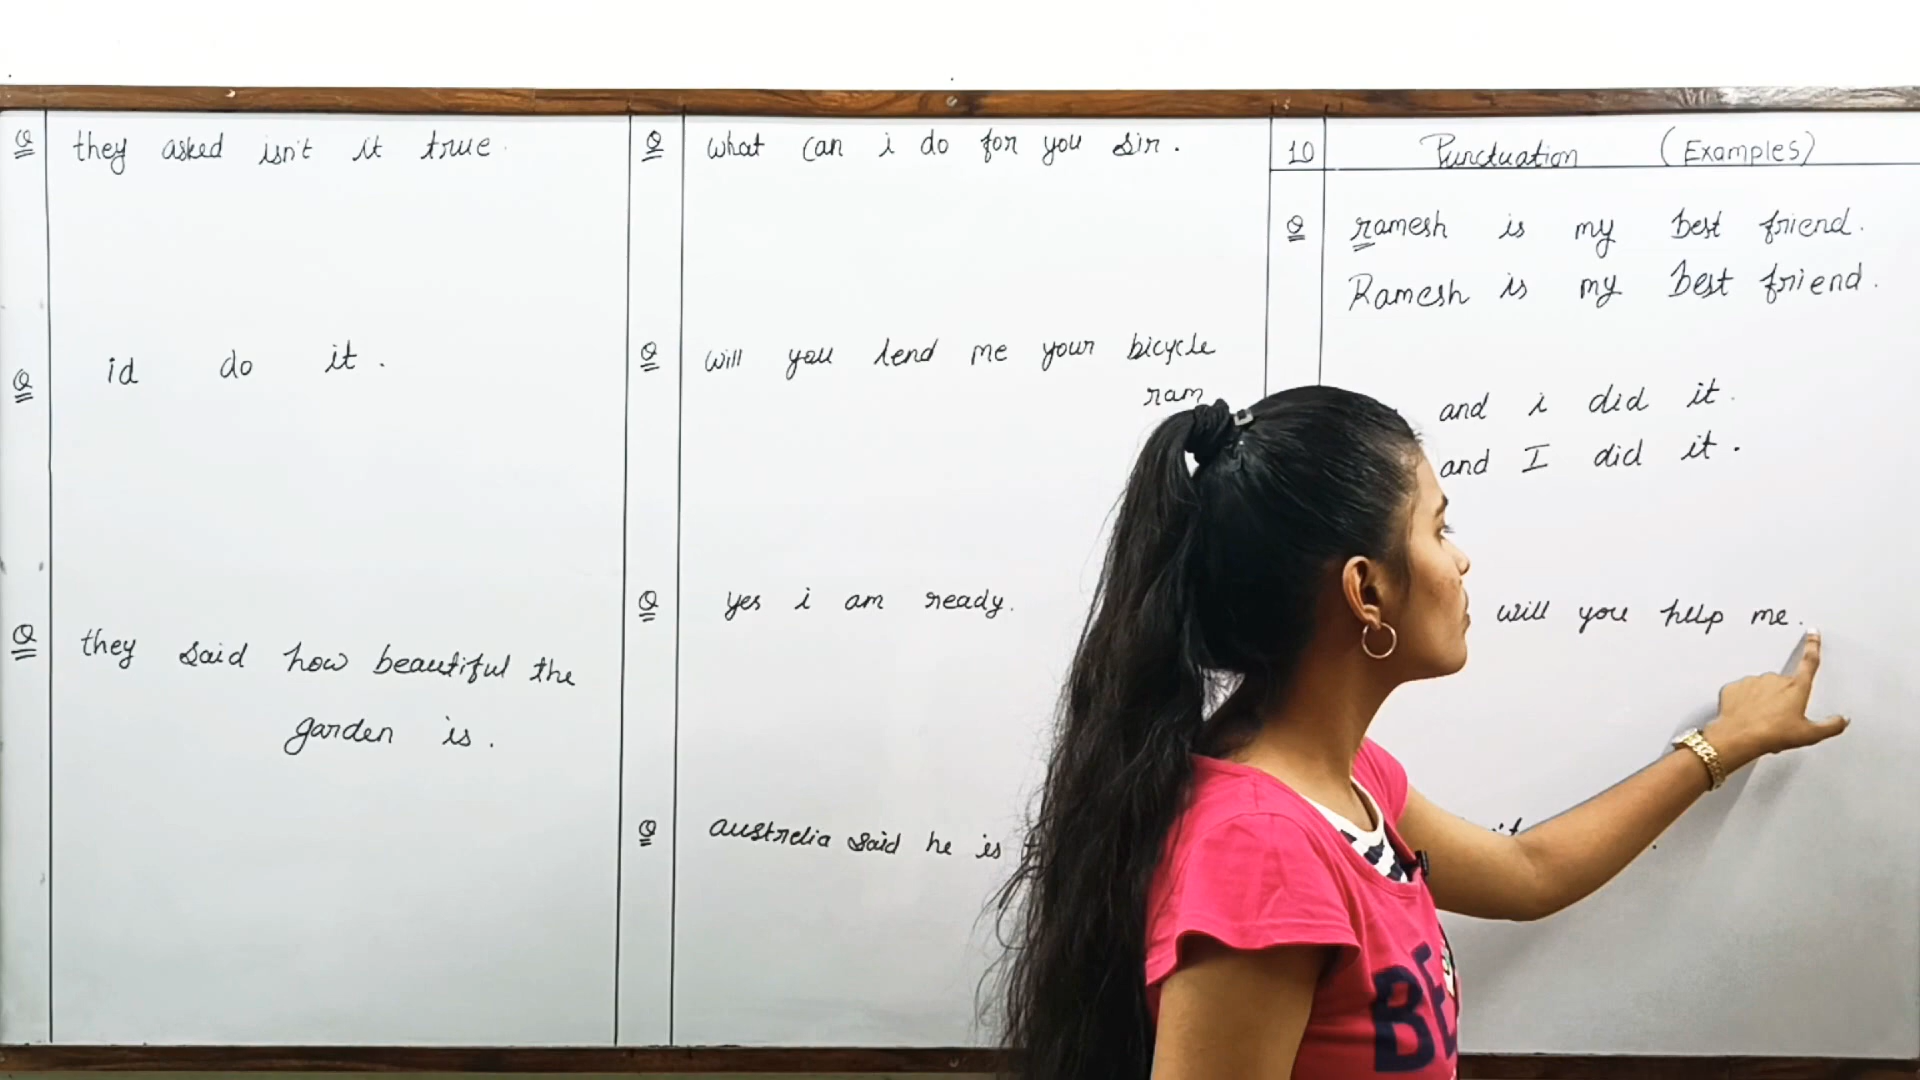 Q they asked isn't it true.
Q id do it.
Q they said how beautiful the
garden is.
Q what can i do for you sir.
Q will you lend me your bicycle
ram
Q yes i am ready.
Q austrelia said he is
10 Punctuation (Examples)
Q ramesh is my best friend.
Ramesh is my best friend.
and i did it.
and I did it.
will you help me.
BE